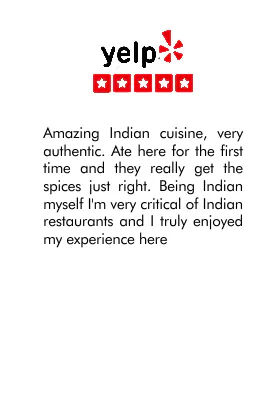 yelp
Amazing Indian cuisine, very
authentic. Ate here for the first
time and they really get the
spices just right. Being Indian
myself I'm very critical of Indian
restaurants and I truly enjoyed
my experience here